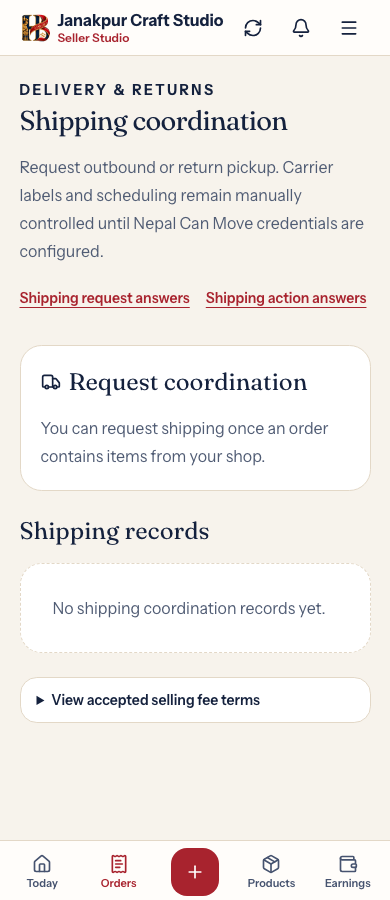 Janakpur Craft Studio
Seller Studio
DELIVERY & RETURNS
Shipping coordination
Request outbound or return pickup. Carrier
labels and scheduling remain manually
controlled until Nepal Can Move credentials are
configured.
Shipping request answers Shipping action answers
Request coordination
You can request shipping once an order
contains items from your shop.
Shipping records
No shipping coordination records yet.
View accepted selling fee terms
Today Orders Products Earnings